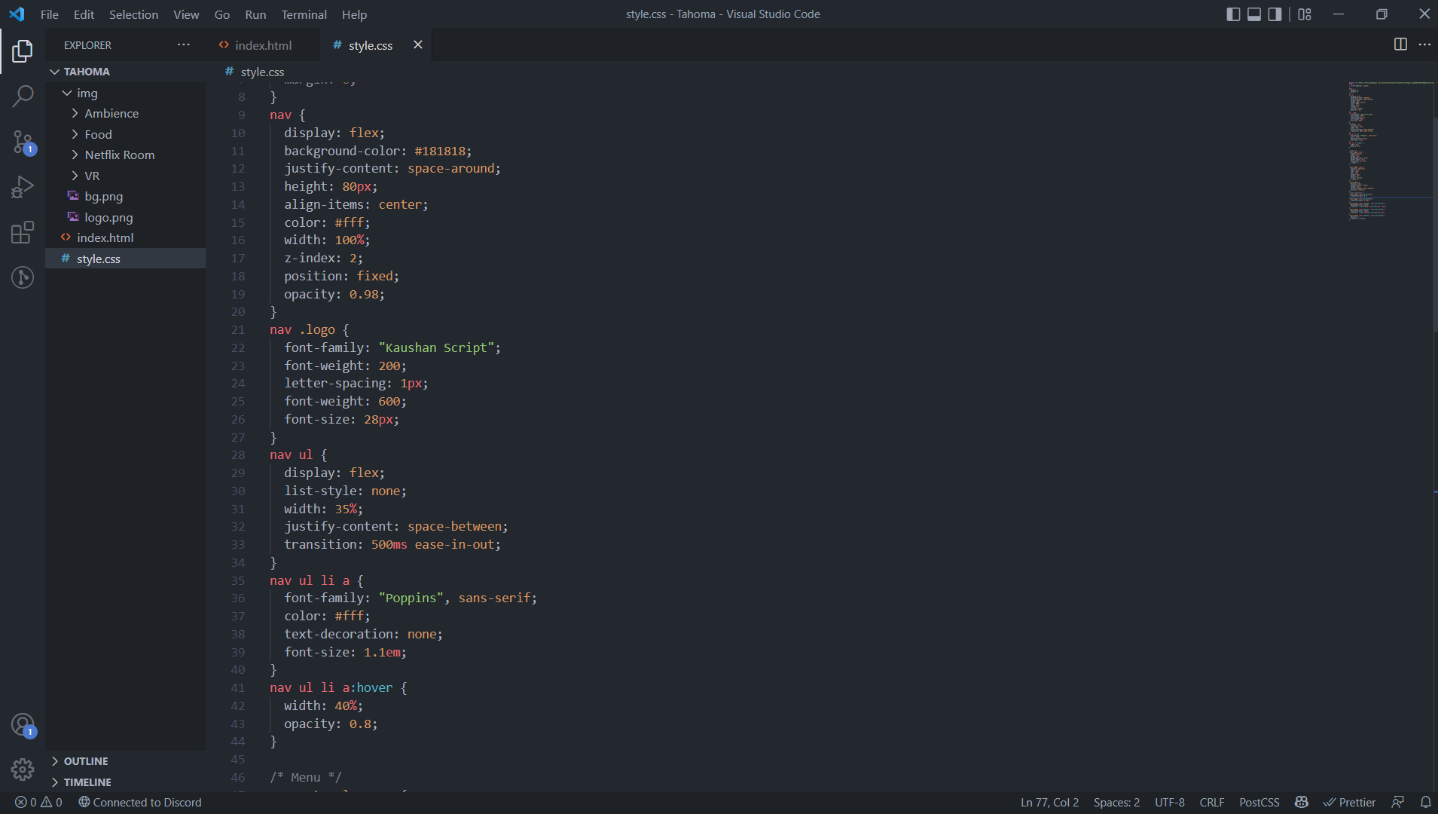 File Edit Selection View Go Run Terminal Help
style.css - Tahoma - Visual Studio Code
EXPLORER
index.html
# style.css
TAHOMA
# style.css
img
Ambience
Food
Netflix Room
VR
bg.png
logo.png
index.html
# style.css
8 }
9 nav {
10 display: flex;
11 background-color: #181818;
12 justify-content: space-around;
13 height: 80px;
14 align-items: center;
15 color: #fff;
16 width: 100%;
17 z-index: 2;
18 position: fixed;
19 opacity: 0.98;
20 }
21 nav .logo {
22 font-family: "Kaushan Script";
23 font-weight: 200;
24 letter-spacing: 1px;
25 font-weight: 600;
26 font-size: 28px;
27 }
28 nav ul {
29 display: flex;
30 list-style: none;
31 width: 35%;
32 justify-content: space-between;
33 transition: 500ms ease-in-out;
34 }
35 nav ul li a {
36 font-family: "Poppins", sans-serif;
37 color: #fff;
38 text-decoration: none;
39 font-size: 1.1em;
40 }
41 nav ul li a:hover {
42 width: 40%;
43 opacity: 0.8;
44 }
45
46 /* Menu */
1
1
OUTLINE
TIMELINE
0 0 Connected to Discord
Ln 77, Col 2 Spaces: 2 UTF-8 CRLF PostCSS Prettier